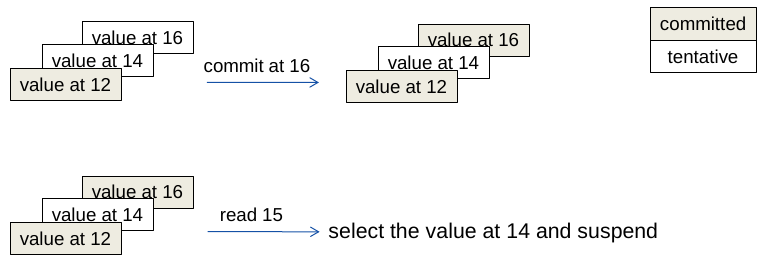 value at 16
value at 14
value at 12
commit at 16
value at 16
value at 14
value at 12
committed
tentative
value at 16
value at 14
value at 12
read 15
select the value at 14 and suspend